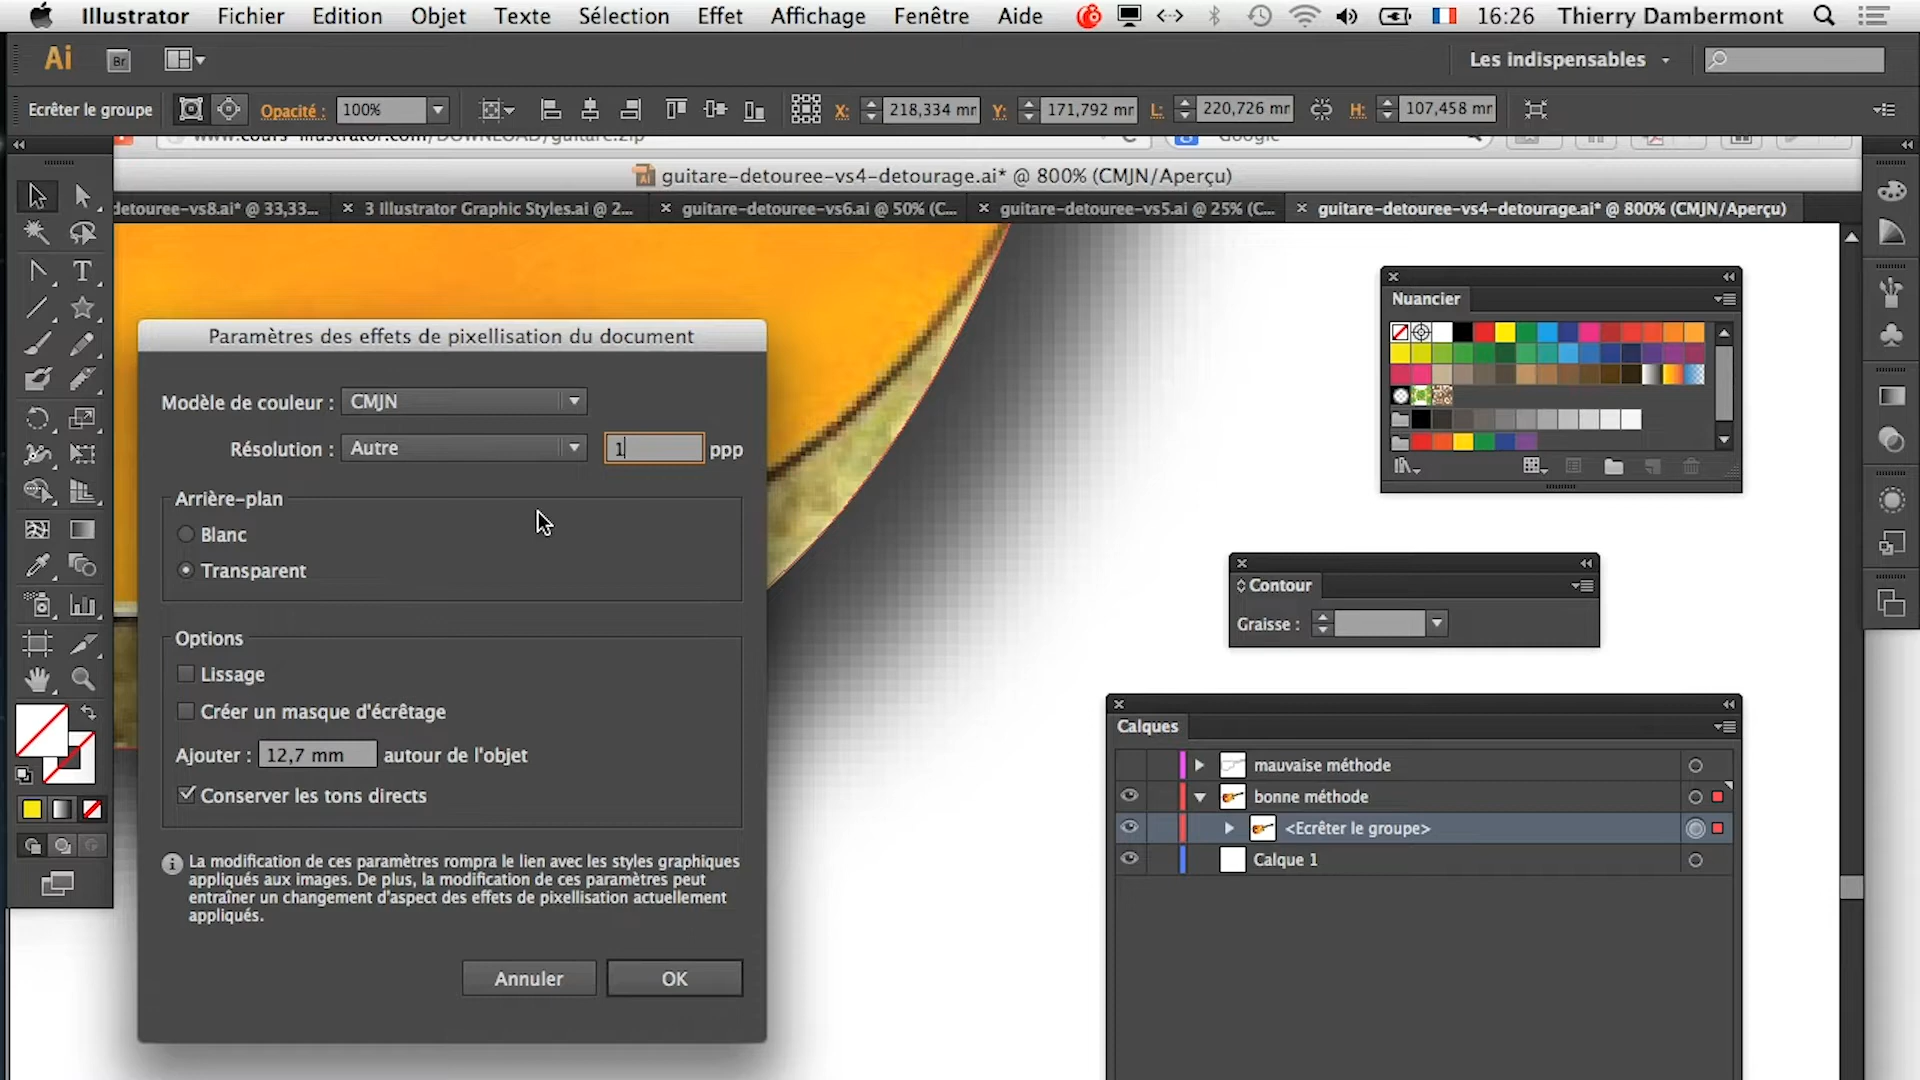 Illustrator Fichier Edition Objet Texte Sélection Effet Affichage Fenêtre Aide 16:26 Thierry Dambermont
Ai Br Les indispensables
Ecrêter le groupe Opacité : 100% X: 218,334 mr Y: 171,792 mr L: 220,726 mr H: 107,458 mr
www.cours-illustrator.com/DOWNLOAD/guitare.zip Google
guitare-detouree-vs4-detourage.ai* @ 800% (CMJN/Aperçu)
detouree-vs8.ai* @ 33,33... × 3 Illustrator Graphic Styles.ai @ 2... × guitare-detouree-vs6.ai @ 50% (C... × guitare-detouree-vs5.ai @ 25% (C... × guitare-detouree-vs4-detourage.ai* @ 800% (CMJN/Aperçu)
Nuancier
Paramètres des effets de pixellisation du document
Modèle de couleur : CMJN
Résolution : Autre 1 ppp
Arrière-plan
Blanc
Transparent
Options
Lissage
Créer un masque d'écrêtage
Ajouter : 12,7 mm autour de l'objet
Conserver les tons directs
La modification de ces paramètres rompra le lien avec les styles graphiques
appliqués aux images. De plus, la modification de ces paramètres peut
entraîner un changement d'aspect des effets de pixellisation actuellement
appliqués.
Annuler OK
Contour
Graisse :
Calques
mauvaise méthode
bonne méthode
<Ecrêter le groupe>
Calque 1